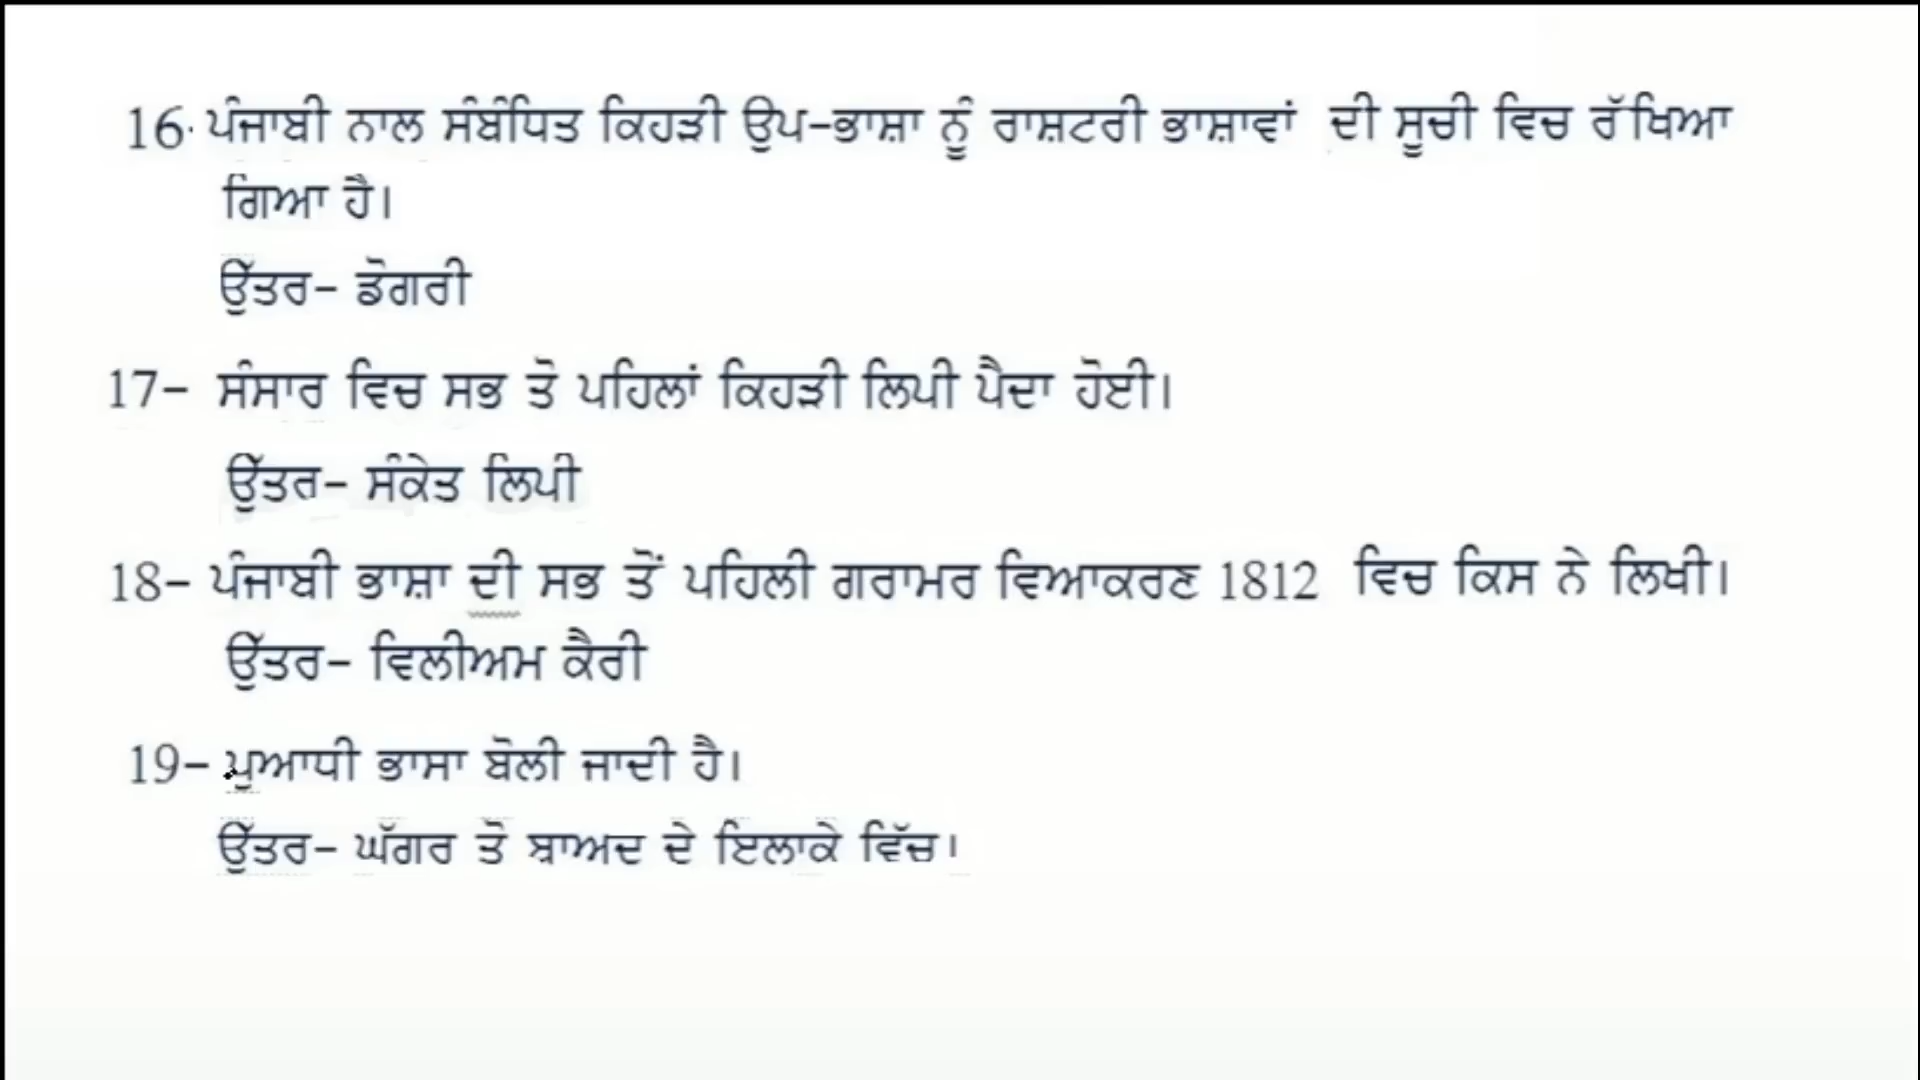 16. ਪੰਜਾਬੀ ਨਾਲ ਸੰਬੰਧਿਤ ਕਿਹੜੀ ਉਪ-ਭਾਸ਼ਾ ਨੂੰ ਰਾਸ਼ਟਰੀ ਭਾਸ਼ਾਵਾਂ ਦੀ ਸੂਚੀ ਵਿਚ ਰੱਖਿਆ
ਗਿਆ ਹੈ।
ਉੱਤਰ- ਡੋਗਰੀ
17- ਸੰਸਾਰ ਵਿਚ ਸਭ ਤੋ ਪਹਿਲਾਂ ਕਿਹੜੀ ਲਿਪੀ ਪੈਦਾ ਹੋਈ।
ਉੱਤਰ- ਸੰਕੇਤ ਲਿਪੀ
18- ਪੰਜਾਬੀ ਭਾਸ਼ਾ ਦੀ ਸਭ ਤੋਂ ਪਹਿਲੀ ਗਰਾਮਰ ਵਿਆਕਰਣ 1812 ਵਿਚ ਕਿਸ ਨੇ ਲਿਖੀ।
ਉੱਤਰ- ਵਿਲੀਅਮ ਕੈਰੀ
19- ਪੁਆਧੀ ਭਾਸਾ ਬੋਲੀ ਜਾਦੀ ਹੈ।
ਉੱਤਰ- ਘੱਗਰ ਤੋ ਬਾਅਦ ਦੇ ਇਲਾਕੇ ਵਿੱਚ।